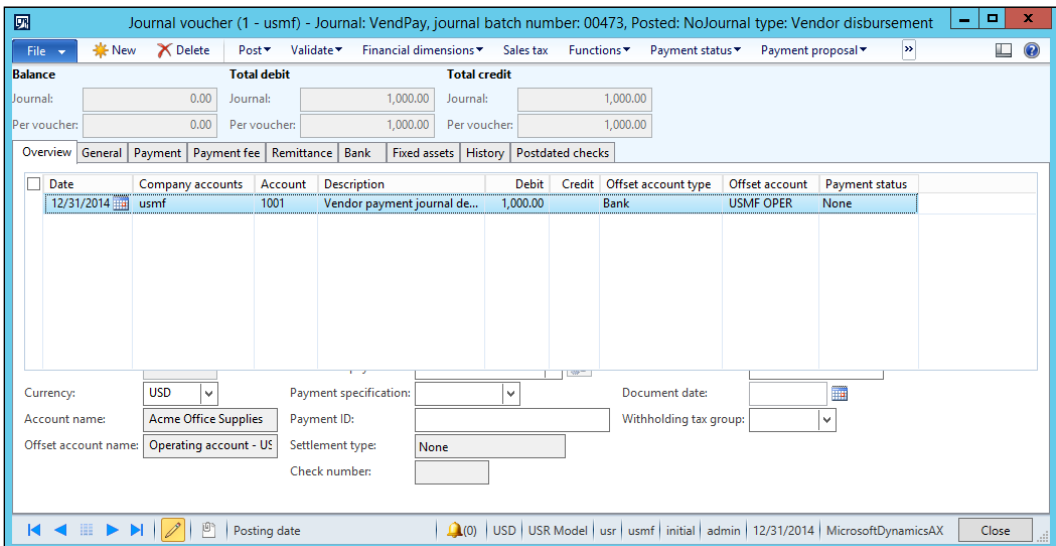 Journal voucher (1 - usmf) - Journal: VendPay, journal batch number: 00473, Posted: NoJournal type: Vendor disbursement
File New Delete Post Validate Financial dimensions Sales tax Functions Payment status Payment proposal »
Balance Total debit Total credit
Journal: 0.00 Journal: 1,000.00 Journal: 1,000.00
Per voucher: 0.00 Per voucher: 1,000.00 Per voucher: 1,000.00
Overview General Payment Payment fee Remittance Bank Fixed assets History Postdated checks
Date Company accounts Account Description Debit Credit Offset account type Offset account Payment status
12/31/2014 usmf 1001 Vendor payment journal de... 1,000.00 Bank USMF OPER None
Currency: USD Payment specification: Document date:
Account name: Acme Office Supplies Payment ID: Withholding tax group:
Offset account name: Operating account - US Settlement type: None
Check number:
Posting date (0) USD USR Model usr usmf initial admin 12/31/2014 MicrosoftDynamicsAX Close